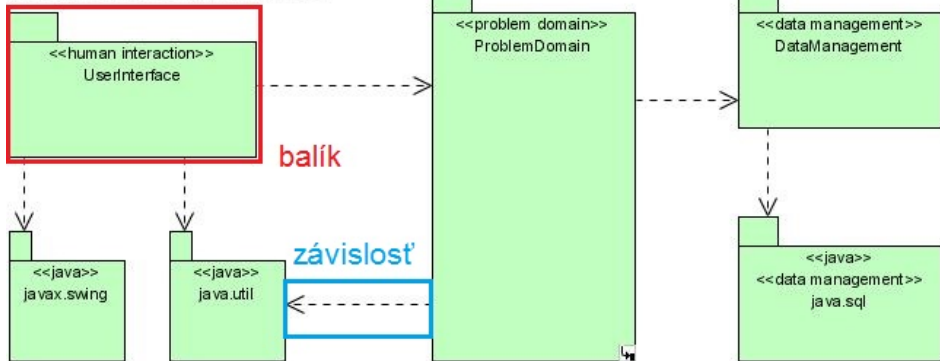 <<human interaction>>
UserInterface
<<problem domain>>
ProblemDomain
<<data management>>
DataManagement
balík
závislosť
<<java>>
javax.swing
<<java>>
java.util
<<java>>
<<data management>>
java.sql